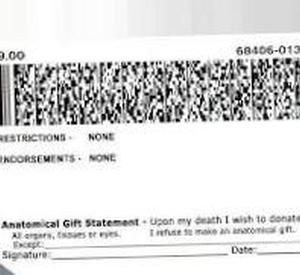 9.00 68406-013
RESTRICTIONS - NONE
ENDORSEMENTS - NONE
Anatomical Gift Statement - Upon my death I wish to donate
All organs, tissues or eyes. I refuse to make an anatomical gift.
Except:
Signature: Date: